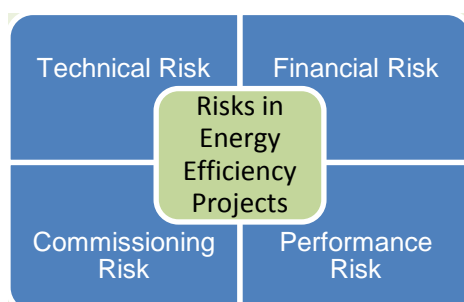 Technical Risk
Financial Risk
Risks in
Energy
Efficiency
Projects
Commissioning
Risk
Performance
Risk